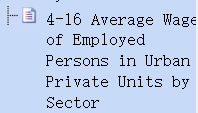 4-16 Average Wage
of Employed
Persons in Urban
Private Units by
Sector